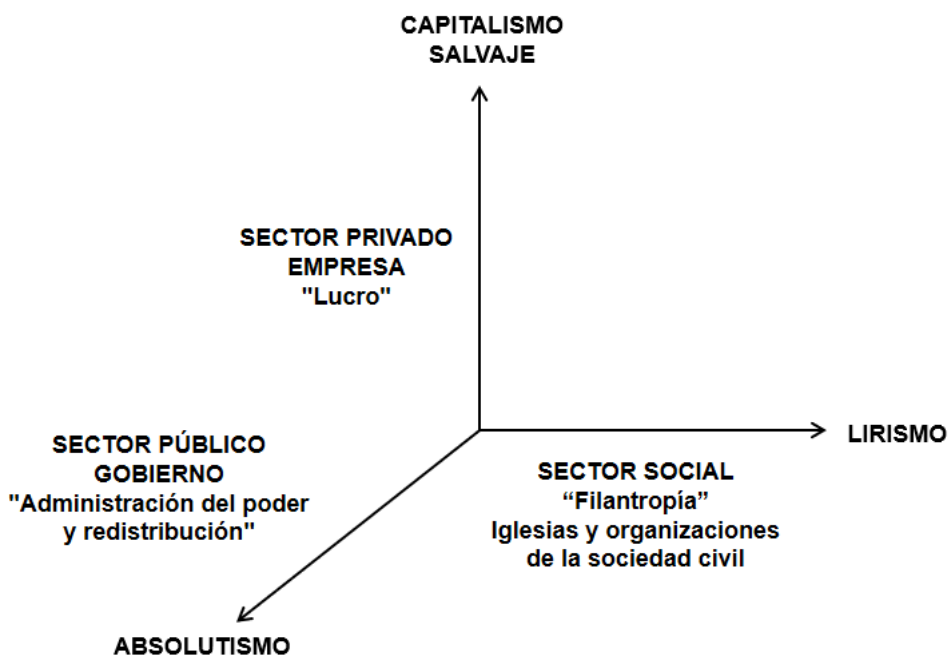 CAPITALISMO
SALVAJE
SECTOR PRIVADO
EMPRESA
"Lucro"
LIRISMO
SECTOR PÚBLICO
GOBIERNO
"Administración del poder
y redistribución"
SECTOR SOCIAL
“Filantropía”
Iglesias y organizaciones
de la sociedad civil
ABSOLUTISMO